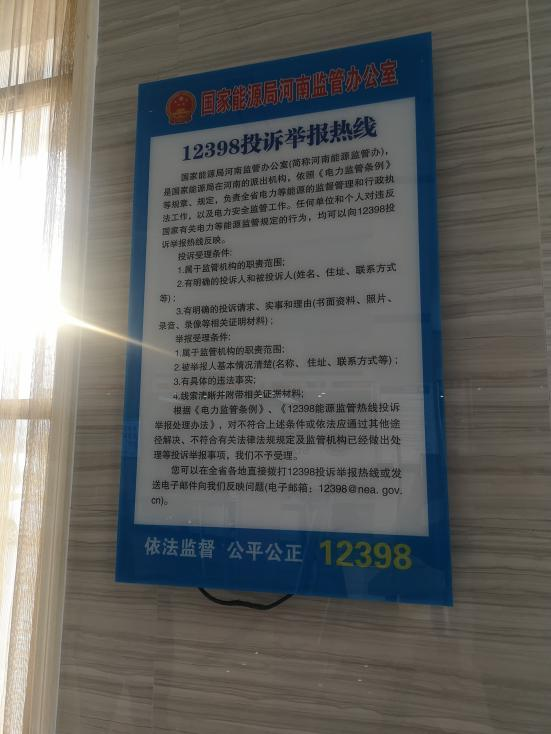 国家能源局河南监管办公室
12398投诉举报热线
国家能源局河南监管办公室(简称河南能源监管办),
是国家能源局在河南的派出机构，依照《电力监管条例》
等规章、规定，负责全省电力等能源的监督管理和行政执
法工作，以及电力安全监管工作。任何单位和个人对违反
国家有关电力等能源监管规定的行为，均可以向12398投
诉举报热线反映。
投诉受理条件:
1.属于监管机构的职责范围;
2.有明确的投诉人和被投诉人(姓名、住址、联系方式
等);
3.有明确的投诉请求、实事和理由(书面资料、照片、
录音、录像等相关证明材料);
举报受理条件:
1.属于监管机构的职责范围;
2.被举报人基本情况清楚(名称、住址、联系方式等);
3.有具体的违法事实;
4.线索清晰并附带相关证据材料;
根据《电力监管条例》、《12398能源监管热线投诉
举报处理办法》，对不符合上述条件或依法应通过其他途
径解决、不符合有关法律法规规定及监管机构已经做出处
理等投诉举报事项，我们不予受理。
您可以在全省各地直接拨打12398投诉举报热线或发
送电子邮件向我们反映问题(电子邮箱：12398@nea.gov.
cn)。
依法监督 公平公正 12398